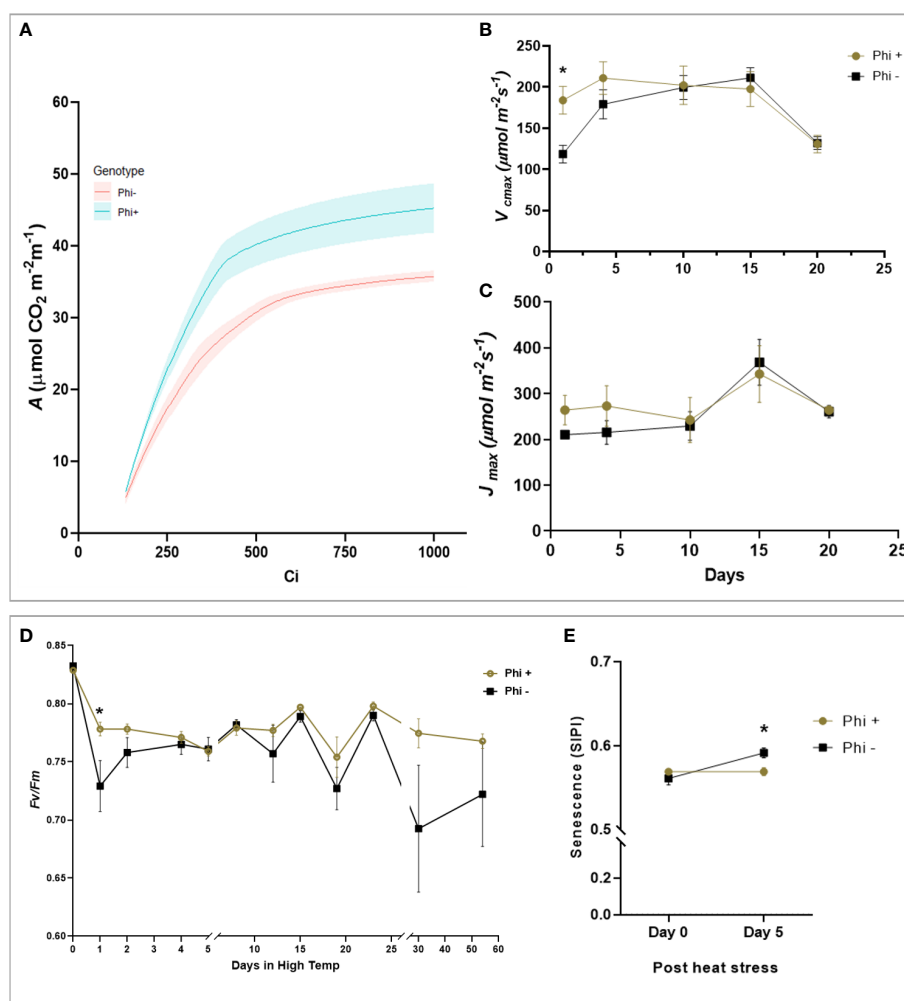 A
60
50
40
30
20
10
0
A (μmol CO2 m-2m-1)
Genotype
Phi-
Phi+
0
250
500
750
1000
Ci
B
250
200
150
100
50
0
V cmax (μmol m-2s-1)
*
Phi +
Phi -
0
5
10
15
20
25
C
500
400
300
200
100
0
J max (μmol m-2s-1)
0
5
10
15
20
25
Days
D
0.85
0.80
0.75
0.70
0.65
0.60
Fv/Fm
*
Phi +
Phi -
0
1
2
3
4
5
10
15
20
25
30
40
50
60
Days in High Temp
E
0.7
0.6
0.5
0.2
0.0
Senescence (SIPI)
*
Phi +
Phi -
Day 0
Day 5
Post heat stress